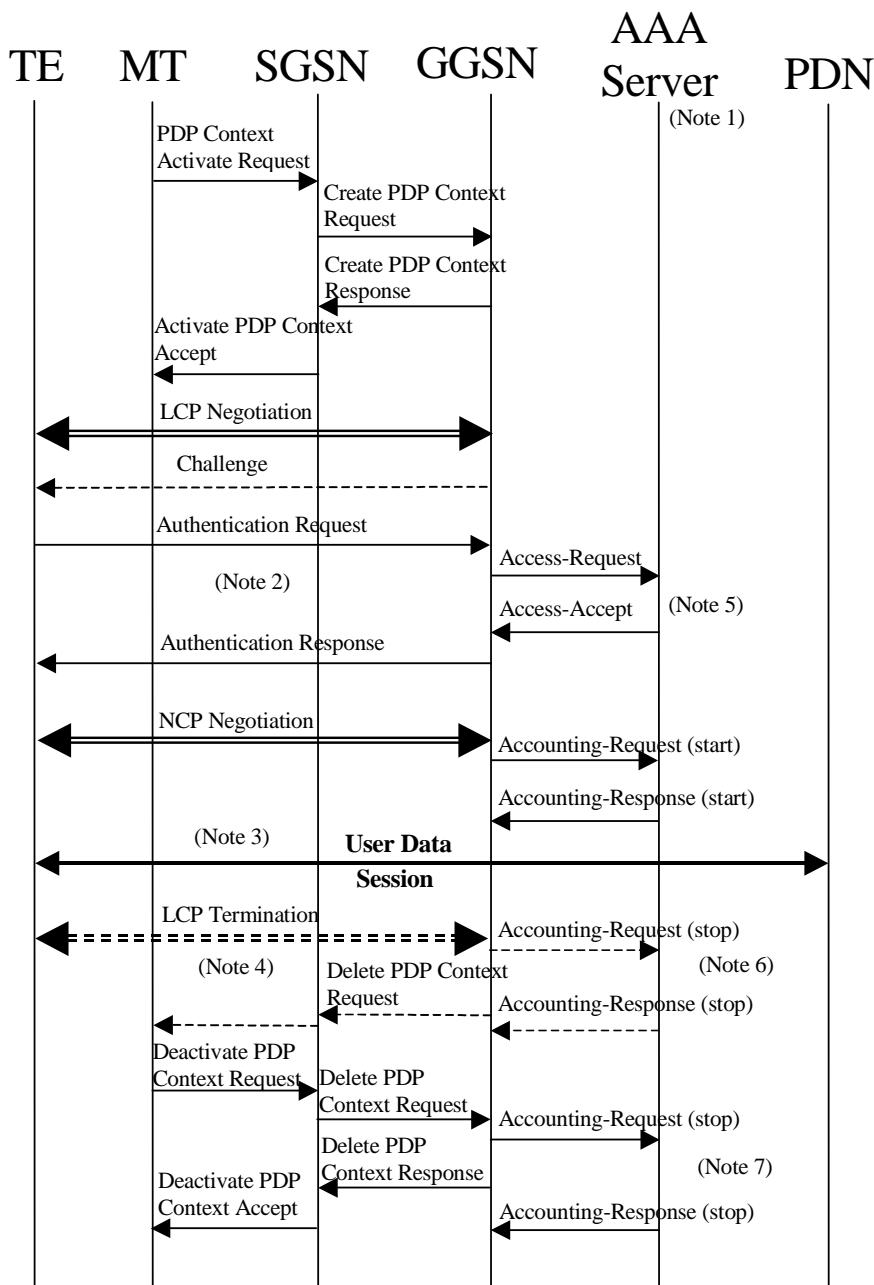 TE
MT
SGSN
GGSN
AAA
Server
PDN
(Note 1)
PDP Context
Activate Request
Create PDP Context
Request
Create PDP Context
Response
Activate PDP Context
Accept
LCP Negotiation
Challenge
Authentication Request
Access-Request
(Note 2)
Access-Accept
(Note 5)
Authentication Response
NCP Negotiation
Accounting-Request (start)
Accounting-Response (start)
(Note 3)
User Data
Session
LCP Termination
Accounting-Request (stop)
(Note 4)
Delete PDP Context
Request
(Note 6)
Accounting-Response (stop)
Deactivate PDP
Context Request
Delete PDP
Context Request
Accounting-Request (stop)
Delete PDP
Context Response
(Note 7)
Deactivate PDP
Context Accept
Accounting-Response (stop)